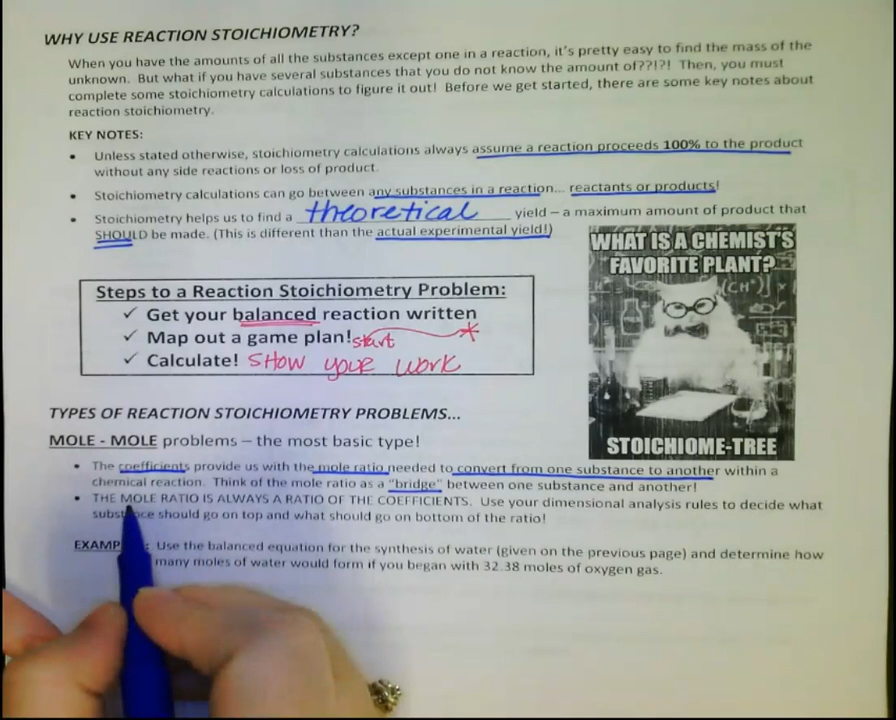 WHY USE REACTION STOICHIOMETRY?
When you have the amounts of all the substances except one in a reaction, it's pretty easy to find the mass of the
unknown. But what if you have several substances that you do not know the amount of??!?! Then, you must
complete some stoichiometry calculations to figure it out! Before we get started, there are some key notes about
reaction stoichiometry.
KEY NOTES:
• Unless stated otherwise, stoichiometry calculations always assume a reaction proceeds 100% to the product
without any side reactions or loss of product.
• Stoichiometry calculations can go between any substances in a reaction... reactants or products!
• Stoichiometry helps us to find a theoretical yield – a maximum amount of product that
SHOULD be made. (This is different than the actual experimental yield!)
WHAT IS A CHEMIST'S
FAVORITE PLANT?
(CH
STOICHIOME-TREE
Steps to a Reaction Stoichiometry Problem:
✓ Get your balanced reaction written
✓ Map out a game plan! start *
✓ Calculate! SHOW YOUR WORK
TYPES OF REACTION STOICHIOMETRY PROBLEMS...
MOLE - MOLE problems – the most basic type!
• The coefficients provide us with the mole ratio needed to convert from one substance to another within a
chemical reaction. Think of the mole ratio as a "bridge" between one substance and another!
• THE MOLE RATIO IS ALWAYS A RATIO OF THE COEFFICIENTS. Use your dimensional analysis rules to decide what
substance should go on top and what should go on bottom of the ratio!
EXAMP : Use the balanced equation for the synthesis of water (given on the previous page) and determine how
many moles of water would form if you began with 32.38 moles of oxygen gas.